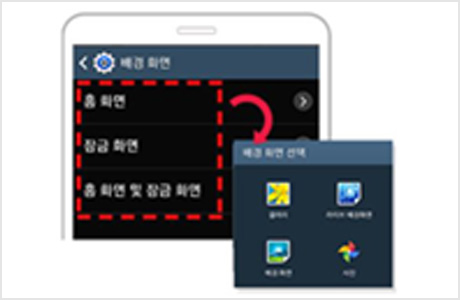 배경 화면
홈 화면
잠금 화면
홈 화면 및 잠금 화면
배경 화면 선택
갤러리
라이브 배경화면
배경 화면
사진